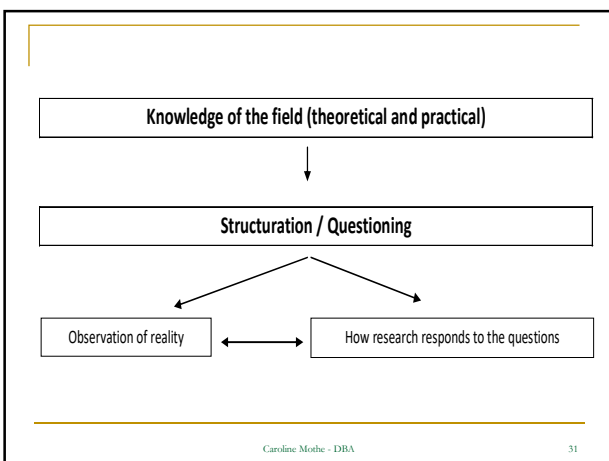 Knowledge of the field (theoretical and practical)
Structuration / Questioning
Observation of reality
How research responds to the questions
Caroline Mothe - DBA
31